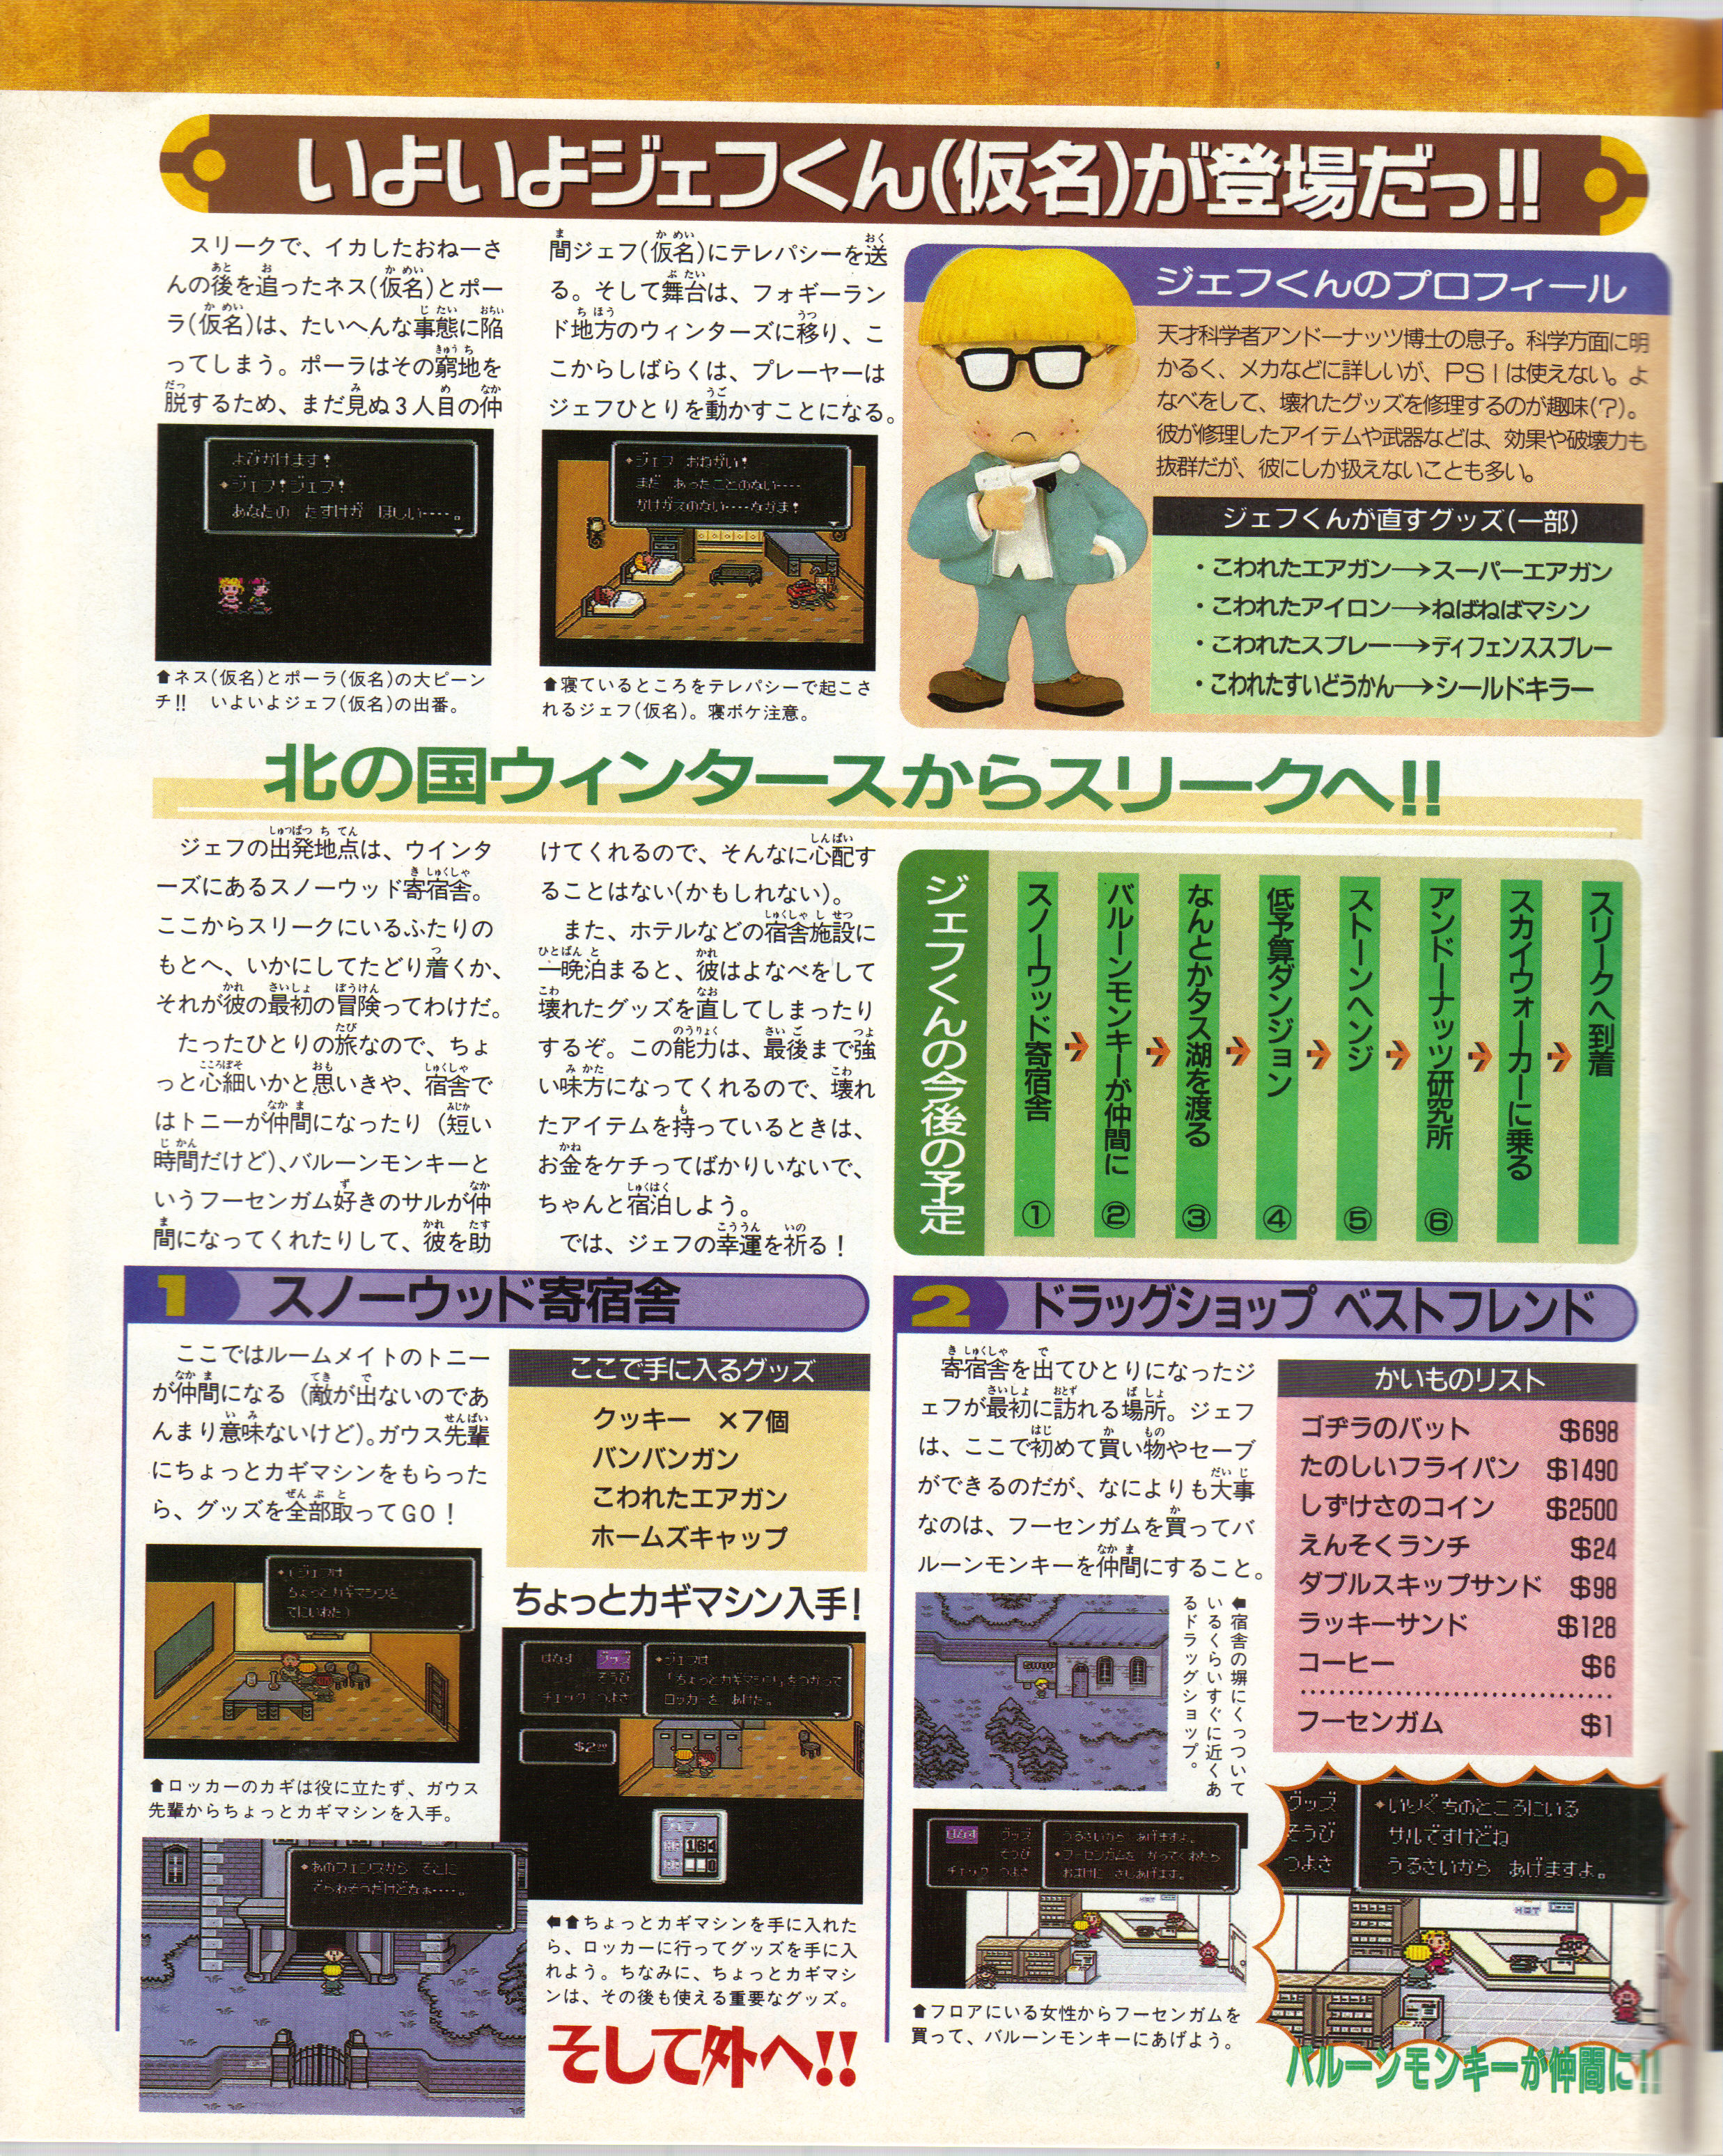 いよいよジェフくん(仮名)が登場だっ!!
スリークで、イカしたおねーさ
んの後を追ったネス(仮名)とポー
ラ(仮名)は、たいへんな事態に陥
ってしまう。ポーラはその窮地を
脱するため、まだ見ぬ3人目の仲
間ジェフ(仮名)にテレパシーを送
る。そして舞台は、フォギーラン
ド地方のウィンターズに移り、こ
こからしばらくは、プレーヤーは
ジェフひとりを動かすことになる。
よびかけます!
◆ジェフ!ジェフ!
あなたの たすけが ほしい‥‥。
⬆ネス(仮名)とポーラ(仮名)の大ピーン
チ!! いよいよジェフ(仮名)の出番。
◆ジェフ おねがい!
まだ あったことのない‥‥
かけがえのない‥‥なかま!
⬆寝ているところをテレパシーで起こさ
れるジェフ(仮名)。寝ボケ注意。
ジェフくんのプロフィール
天才科学者アンドーナッツ博士の息子。科学方面に明
かるく、メカなどに詳しいが、PSIは使えない。よ
なべをして、壊れたグッズを修理するのが趣味(?)。
彼が修理したアイテムや武器などは、効果や破壊力も
抜群だが、彼にしか扱えないことも多い。
ジェフくんが直すグッズ(一部)
・こわれたエアガン→スーパーエアガン
・こわれたアイロン→ねばねばマシン
・こわれたスプレー→ディフェンススプレー
・こわれたすいどうかん→シールドキラー
北の国ウィンタースからスリークへ!!
ジェフの出発地点は、ウインタ
ーズにあるスノーウッド寄宿舎。
ここからスリークにいるふたりの
もとへ、いかにしてたどり着くか、
それが彼の最初の冒険ってわけだ。
たったひとりの旅なので、ちょ
っと心細いかと思いきや、宿舎で
はトニーが仲間になったり(短い
時間だけど)、バルーンモンキーと
いうフーセンガム好きのサルが仲
間になってくれたりして、彼を助
けてくれるので、そんなに心配す
ることはない(かもしれない)。
また、ホテルなどの宿舎施設に
一晩泊まると、彼はよなべをして
壊れたグッズを直してしまったり
するぞ。この能力は、最後まで強
い味方になってくれるので、壊れ
たアイテムを持っているときは、
お金をケチってばかりいないで、
ちゃんと宿泊しよう。
では、ジェフの幸運を祈る!
ジェフくんの今後の予定
スノーウッド寄宿舎 ①
バルーンモンキーが仲間に ②
なんとかタス湖を渡る ③
低予算ダンジョン ④
ストーンヘンジ ⑤
アンドーナッツ研究所 ⑥
スカイウォーカーに乗る
スリークへ到着
1 スノーウッド寄宿舎
ここではルームメイトのトニー
が仲間になる(敵が出ないのであ
んまり意味ないけど)。ガウス先輩
にちょっとカギマシンをもらった
ら、グッズを全部取ってGO!
ここで手に入るグッズ
クッキー ×7個
バンバンガン
こわれたエアガン
ホームズキャップ
◆(ジェフは
ちょっとカギマシンを
てにいれた)
⬆ロッカーのカギは役に立たず、ガウス
先輩からちょっとカギマシンを入手。
ちょっとカギマシン入手!
はなす グッズ
そうび
チェック つよさ
◆ジェフは
「ちょっとカギマシン」をつかって
ロッカーを あけた。
ジェフ
HP 164
PP 0
◆あのフェンスから そとに
でられそうだけどなあ‥‥。
⬅⬆ちょっとカギマシンを手に入れた
ら、ロッカーに行ってグッズを手に入
れよう。ちなみに、ちょっとカギマシ
ンは、その後も使える重要なグッズ。
そして外へ!!
2 ドラッグショップ ベストフレンド
寄宿舎を出てひとりになったジ
ェフが最初に訪れる場所。ジェフ
は、ここで初めて買い物やセーブ
ができるのだが、なによりも大事
なのは、フーセンガムを買ってバ
ルーンモンキーを仲間にすること。
かいものリスト
ゴヂラのバット $698
たのしいフライパン $1490
しずけさのコイン $2500
えんそくランチ $24
ダブルスキップサンド $98
ラッキーサンド $128
コーヒー $6
フーセンガム $1
SHOP
⬅宿舎の塀にくっついて
いるくらいすぐに近くあ
るドラッグショップ。
はなす グッズ
そうび
チェック つよさ
うるさいから あげますよ。
◆フーセンガムを かってくれたら
おまけに さしあげます。
⬆フロアにいる女性からフーセンガムを
買って、バルーンモンキーにあげよう。
グッズ
そうび
つよさ
◆いりぐちのところにいる
サルですけどね
うるさいから あげますよ。
バルーンモンキーが仲間に!!